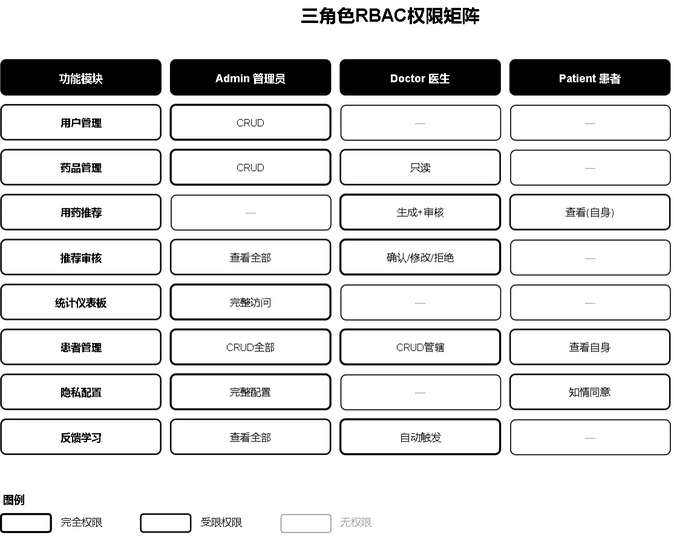 三角色RBAC权限矩阵
功能模块 Admin 管理员 Doctor 医生 Patient 患者
用户管理 CRUD — —
药品管理 CRUD 只读 —
用药推荐 — 生成+审核 查看(自身)
推荐审核 查看全部 确认/修改/拒绝 —
统计仪表板 完整访问 — —
患者管理 CRUD全部 CRUD管辖 查看自身
隐私配置 完整配置 — 知情同意
反馈学习 查看全部 自动触发 —
图例
完全权限 受限权限 无权限